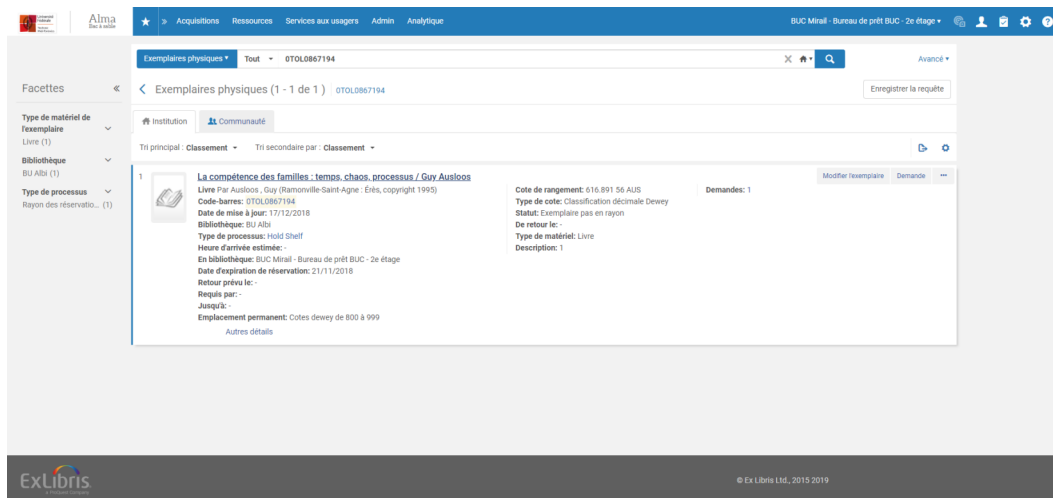 Alma
Bac à sable
» Acquisitions Ressources Services aux usagers Admin Analytique
BUC Mirail - Bureau de prêt BUC - 2e étage
Exemplaires physiques Tout 0TOL0867194
Avancé
Facettes «
Exemplaires physiques (1 - 1 de 1 ) 0TOL0867194
Enregistrer la requête
Institution Communauté
Tri principal : Classement Tri secondaire par : Classement
Type de matériel de
l'exemplaire
Livre (1)
Bibliothèque
BU Albi (1)
Type de processus
Rayon des réservatio... (1)
1
La compétence des familles : temps, chaos, processus / Guy Ausloos
Modifier l'exemplaire Demande ...
Livre Par Ausloos , Guy (Ramonville-Saint-Agne : Érès, copyright 1995)
Code-barres: 0TOL0867194
Date de mise à jour: 17/12/2018
Bibliothèque: BU Albi
Type de processus: Hold Shelf
Heure d'arrivée estimée: -
En bibliothèque: BUC Mirail - Bureau de prêt BUC - 2e étage
Date d'expiration de réservation: 21/11/2018
Retour prévu le: -
Requis par: -
Jusqu'à: -
Emplacement permanent: Cotes dewey de 800 à 999
Autres détails
Cote de rangement: 616.891 56 AUS
Type de cote: Classification décimale Dewey
Statut: Exemplaire pas en rayon
De retour le: -
Type de matériel: Livre
Description: 1
Demandes: 1
ExLibris
© Ex Libris Ltd., 2015 2019